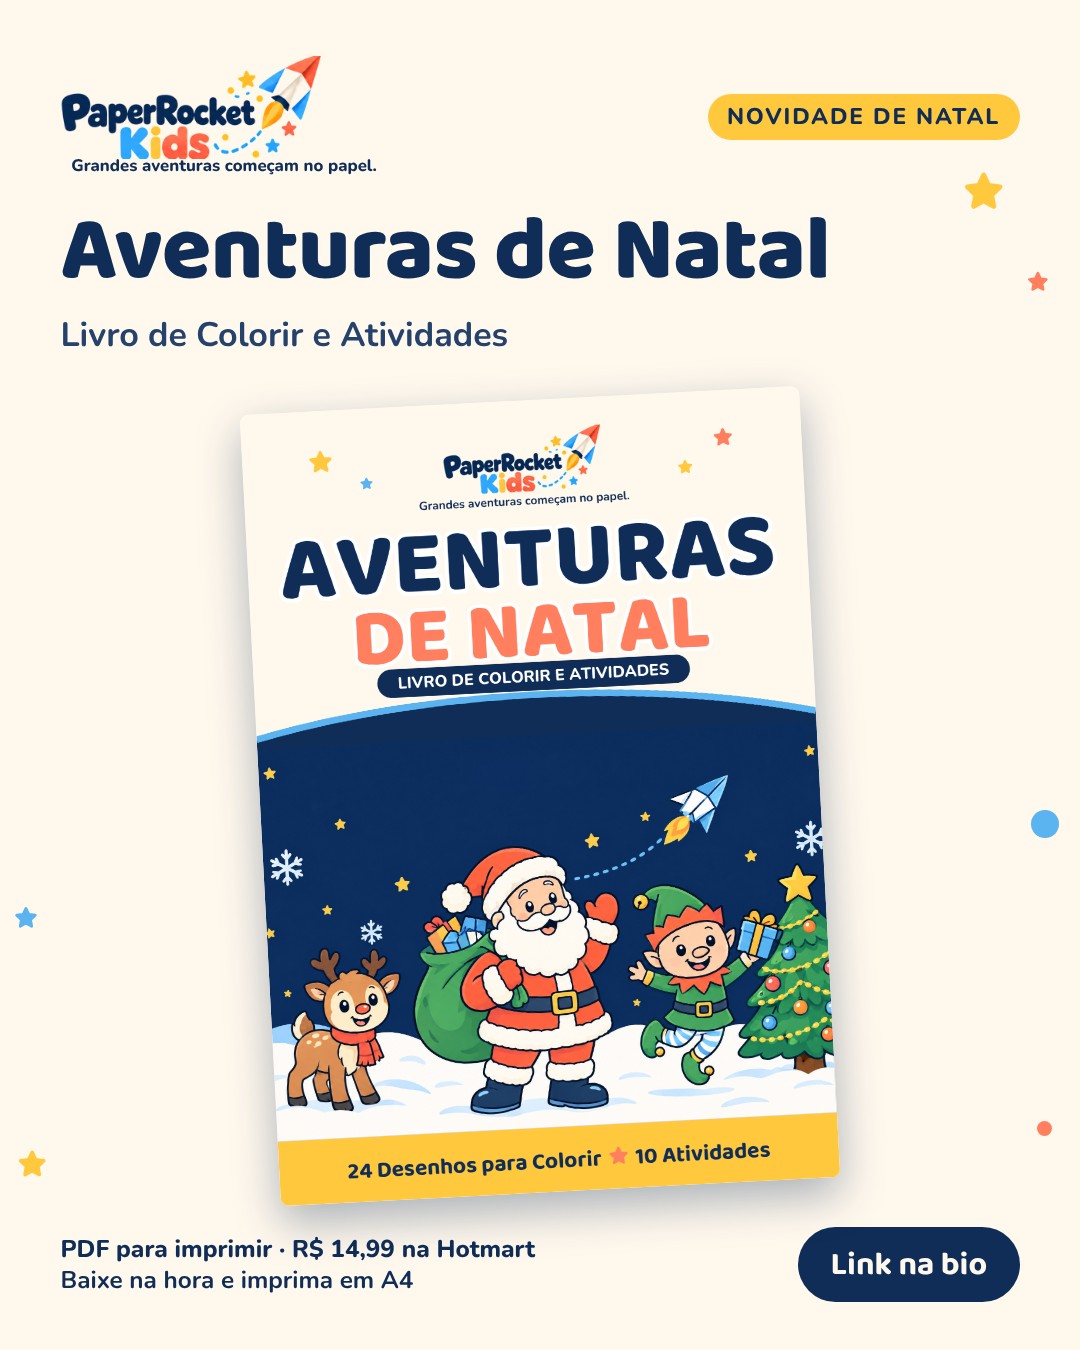 PaperRocket
Kids
Grandes aventuras começam no papel.
NOVIDADE DE NATAL
Aventuras de Natal
Livro de Colorir e Atividades
PaperRocket
Kids
Grandes aventuras começam no papel.
AVENTURAS
DE NATAL
LIVRO DE COLORIR E ATIVIDADES
24 Desenhos para Colorir ★ 10 Atividades
PDF para imprimir · R$ 14,99 na Hotmart
Baixe na hora e imprima em A4
Link na bio